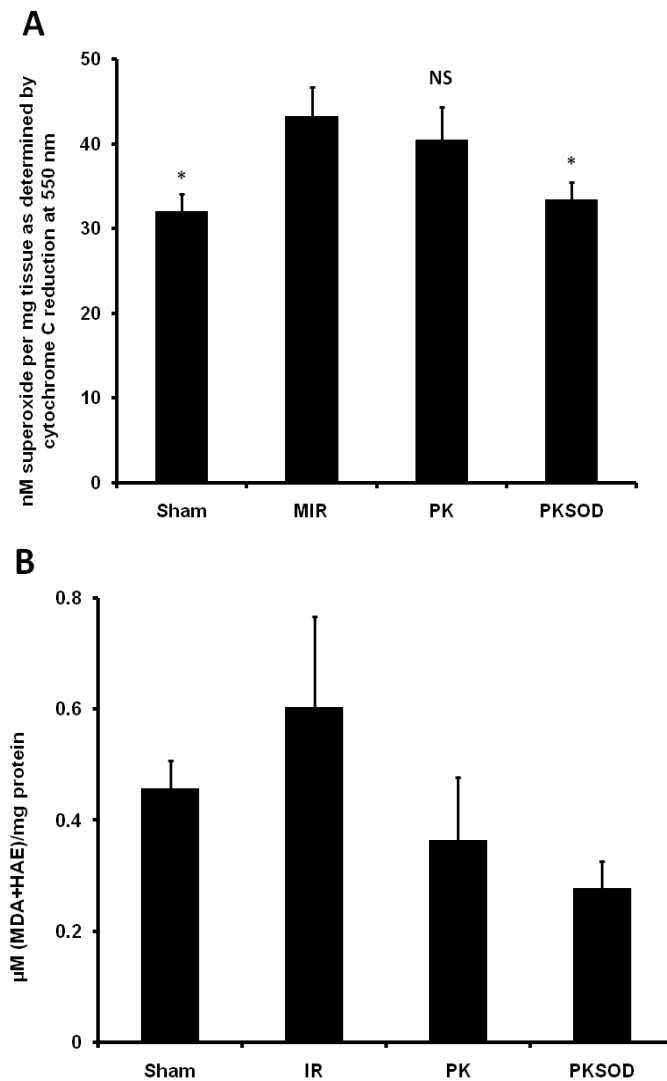 A
nM superoxide per mg tissue as determined by
cytochrome C reduction at 550 nm
50
40
30
20
10
0
*
NS
*
Sham MIR PK PKSOD
B
µM (MDA+HAE)/mg protein
0.8
0.6
0.4
0.2
0
Sham IR PK PKSOD